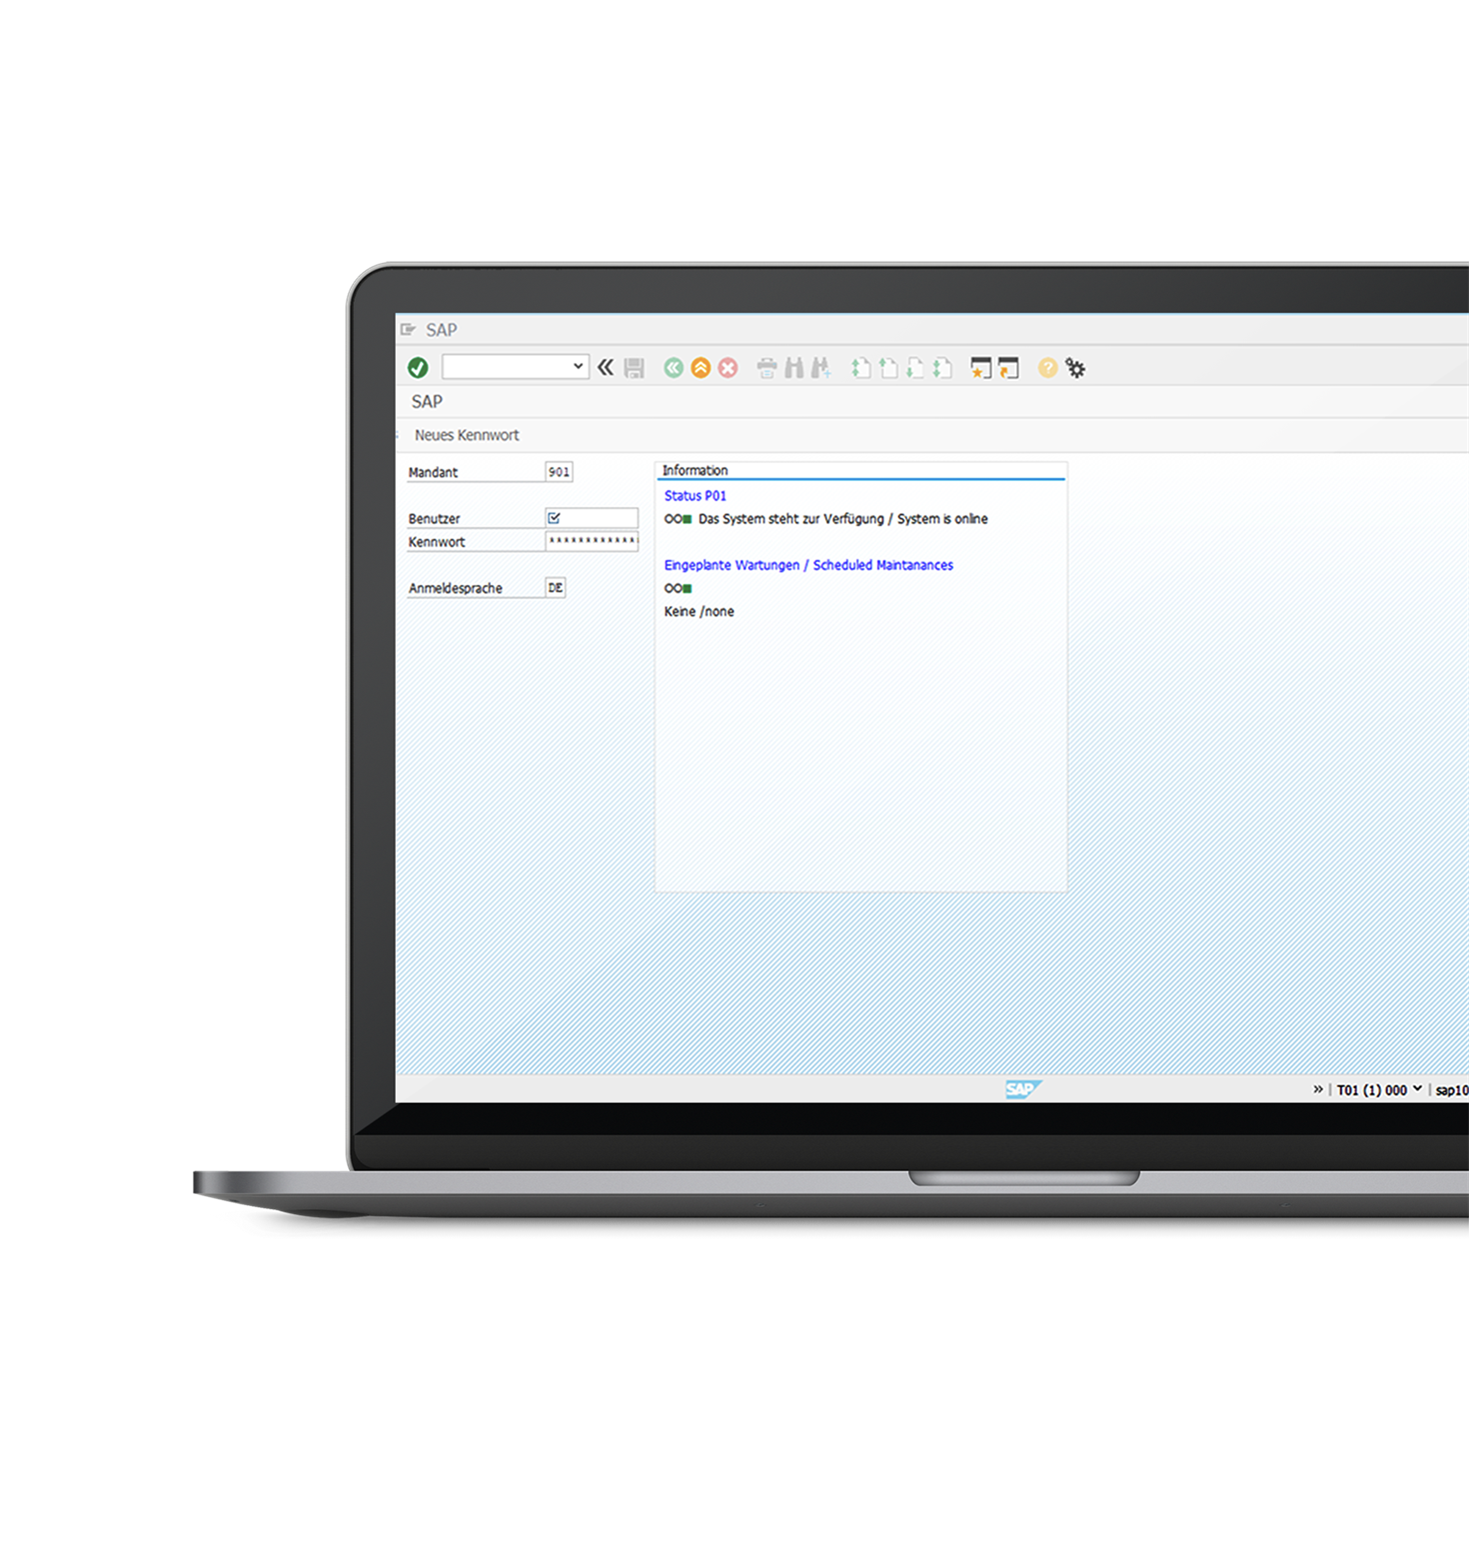 SAP
SAP
Neues Kennwort
Mandant 901
Benutzer
Kennwort ************
Anmeldesprache DE
Information
Status P01
Das System steht zur Verfügung / System is online
Eingeplante Wartungen / Scheduled Maintanances
Keine /none
SAP
» | T01 (1) 000 | sap10